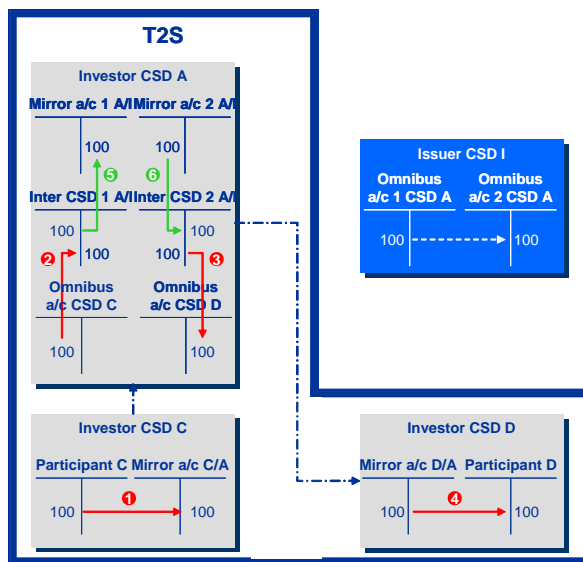 T2S
Investor CSD A
Mirror a/c 1 A/I Mirror a/c 2 A/I
100 100
5 6
Inter CSD 1 A/I Inter CSD 2 A/I
100 100
100 100
2 3
Omnibus Omnibus
a/c CSD C a/c CSD D
100 100
Issuer CSD I
Omnibus Omnibus
a/c 1 CSD A a/c 2 CSD A
100 100
Investor CSD C
Participant C Mirror a/c C/A
1
100 100
Investor CSD D
Mirror a/c D/A Participant D
4
100 100